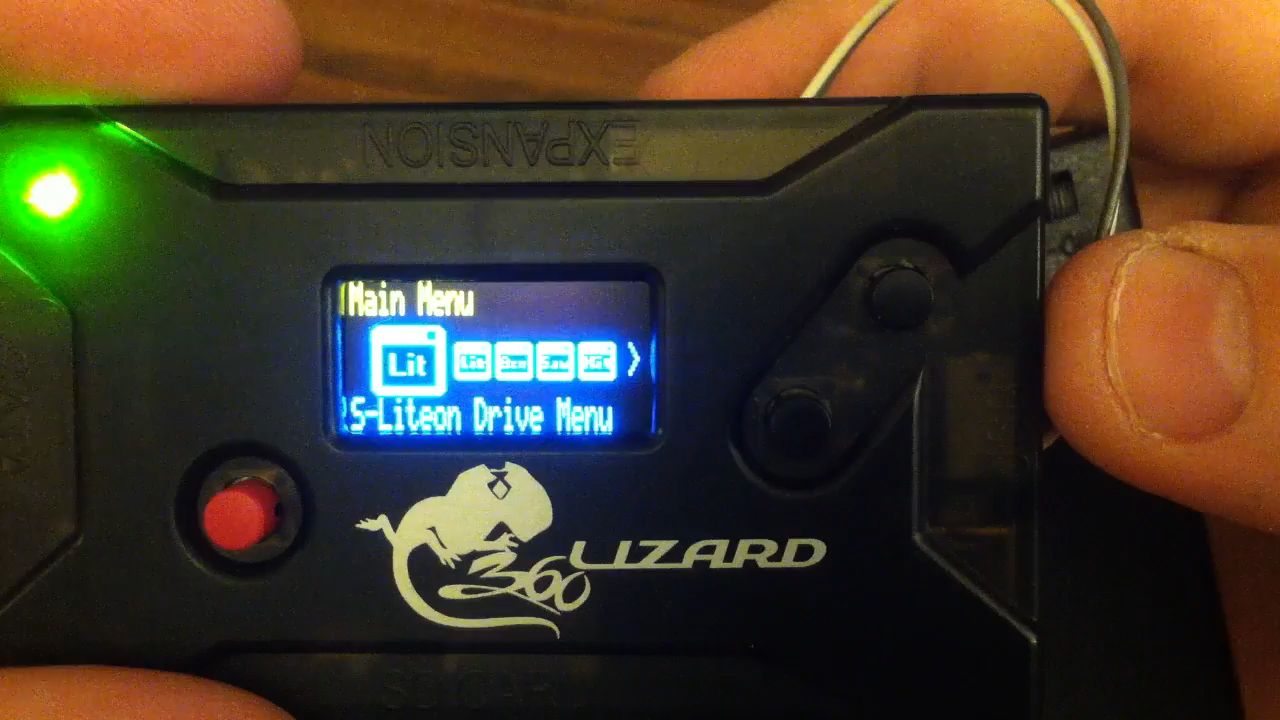 EXPANSION
Main Menu
Lit
S-Liteon Drive Menu
360 LIZARD